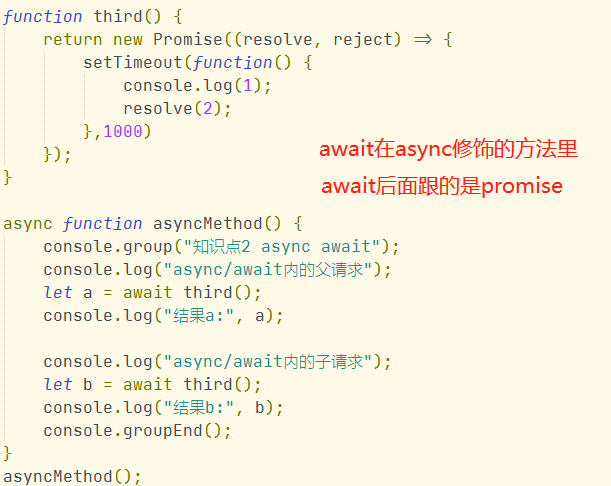 function third() {
    return new Promise((resolve, reject) => {
        setTimeout(function() {
            console.log(1);
            resolve(2);
        },1000)
    });
}
await在async修饰的方法里
await后面跟的是promise
async function asyncMethod() {
    console.group("知识点2 async await");
    console.log("async/await内的父请求");
    let a = await third();
    console.log("结果a:", a);
    console.log("async/await内的子请求");
    let b = await third();
    console.log("结果b:", b);
    console.groupEnd();
}
asyncMethod();